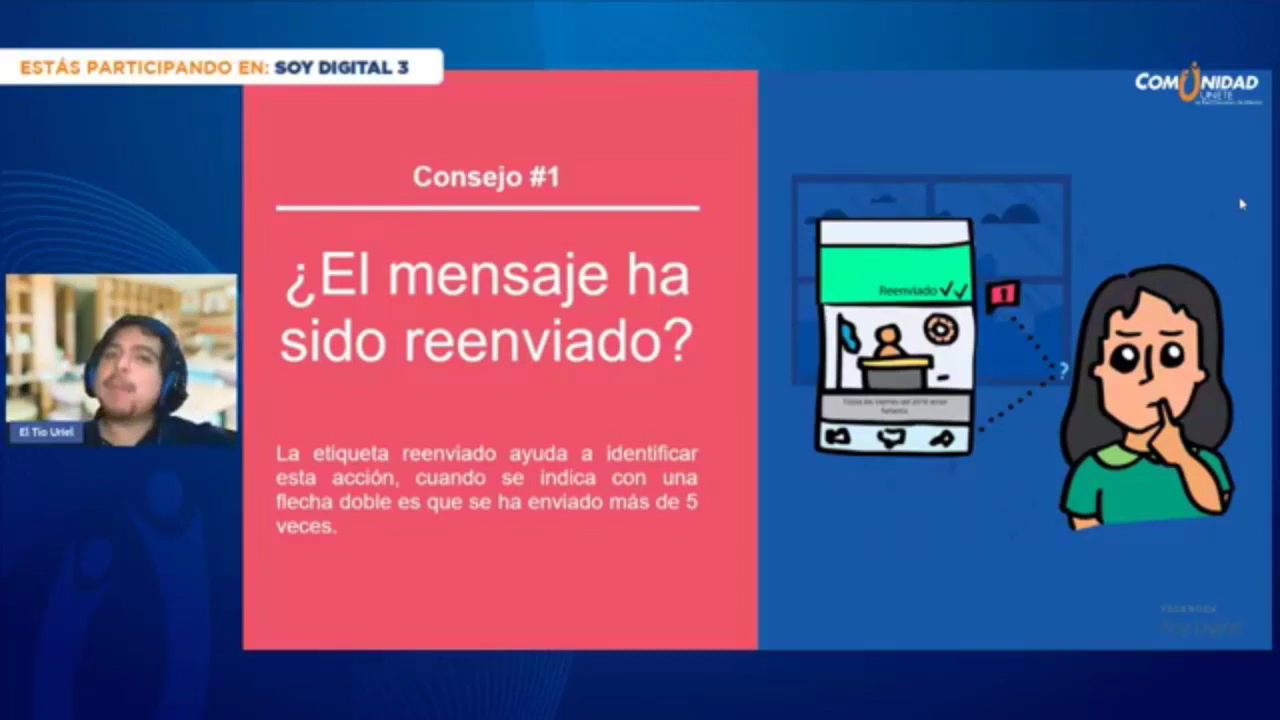 ESTÁS PARTICIPANDO EN: SOY DIGITAL 3
COMUNIDAD
ÚNETE
Consejo #1
¿El mensaje ha
sido reenviado?
La etiqueta reenviado ayuda a identificar
esta acción, cuando se indica con una
flecha doble es que se ha enviado más de 5
veces.
Reenviado
1
?
El Tío Uriel
FACEBOOK
Soy Digital